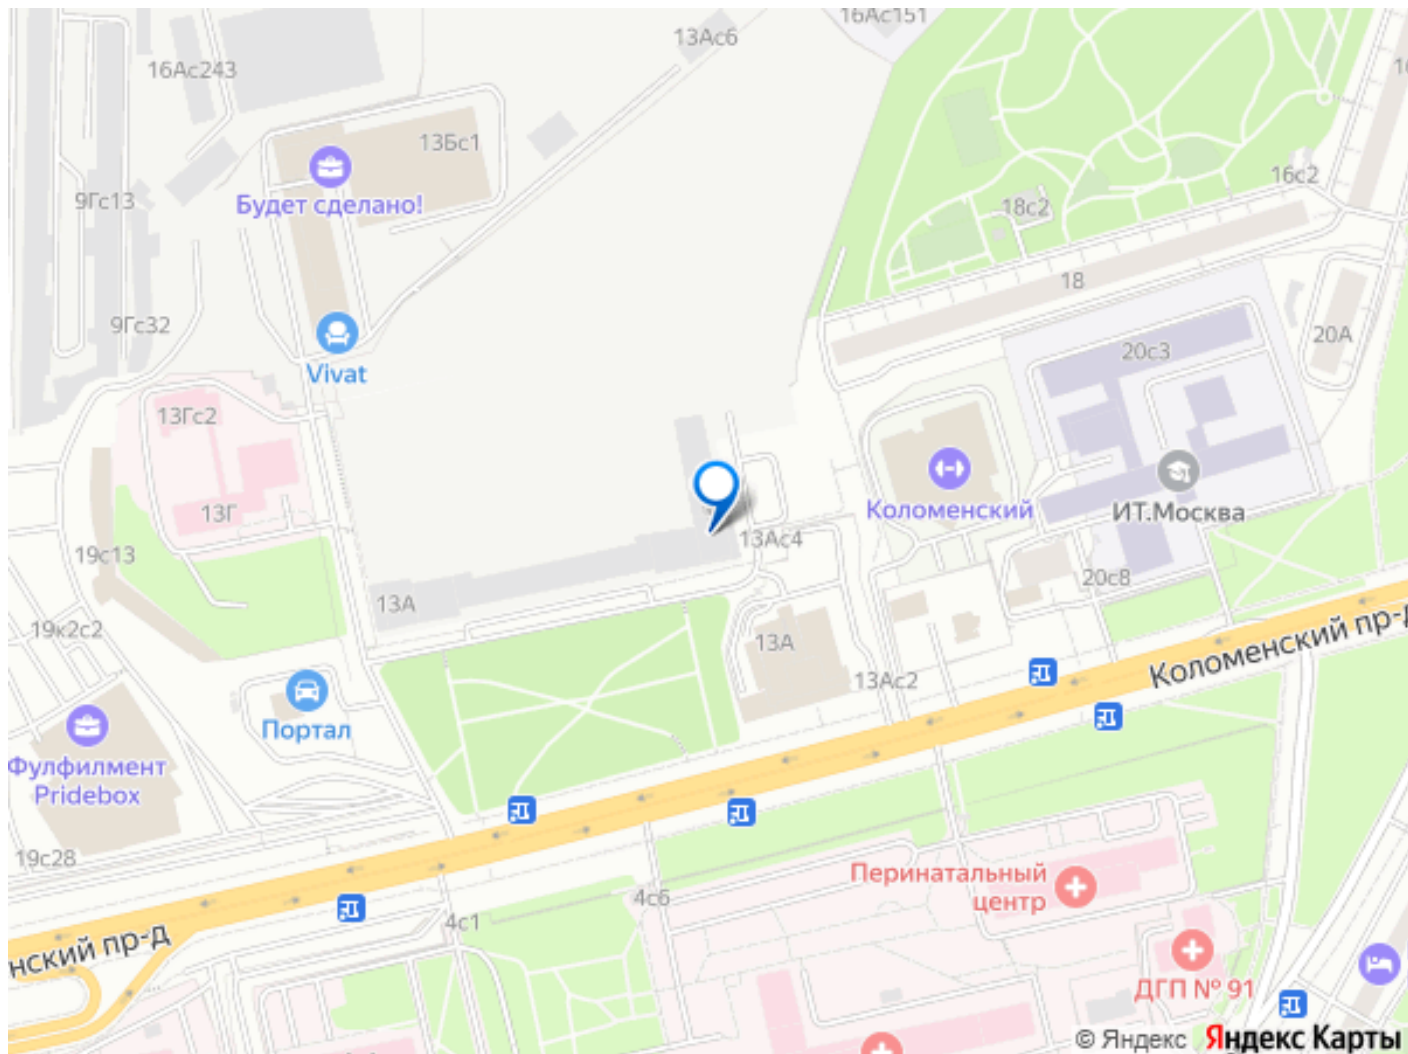 16Ас151
13Ас6
16Ас243
13Бс1
16с2
9Гс13
Будет сделано!
18с2
18
9Гс32
20А
20с3
Vivat
13Гс2
Коломенский
ИТ.Москва
13Г
13Ас4
19с13
20с8
13А
19к2с2
13А
Коломенский пр-д
13Ас2
Портал
Фулфилмент
Pridebox
19с28
Перинатальный
центр
4с6
4с1
нский пр-д
ДГП № 91
© Яндекс Яндекс Карты